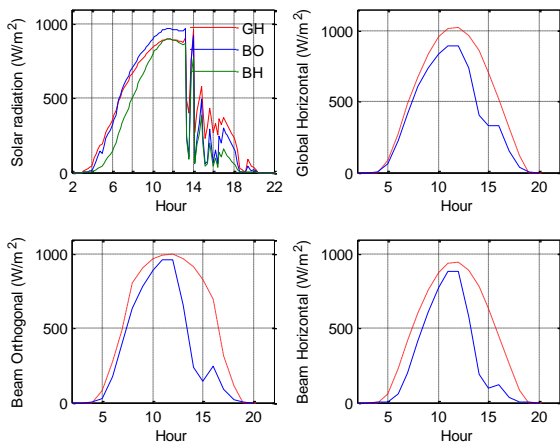 Solar radiation (W/m²)
1000
500
0
2 6 10 14 18 22
Hour
GH
BO
BH
Global Horizontal (W/m²)
1000
500
0
5 10 15 20
Hour
Beam Orthogonal (W/m²)
1000
500
0
5 10 15 20
Hour
Beam Horizontal (W/m²)
1000
500
0
5 10 15 20
Hour